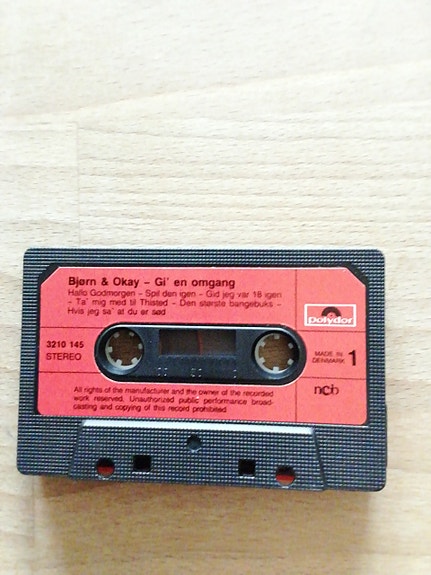 Bjørn & Okay – Gi' en omgang
Hallo Godmorgen – Spil den igen – Gid jeg var 16 igen
– Ta' mig med til Thisted – Den største bangebuks –
Hvis jeg sa' at du er sød
polydor
3210 145
STEREO
MADE IN
DENMARK 1
ncb
All rights of the manufacturer and the owner of the recorded
work reserved. Unauthorized public performance broad-
casting and copying of this record prohibited